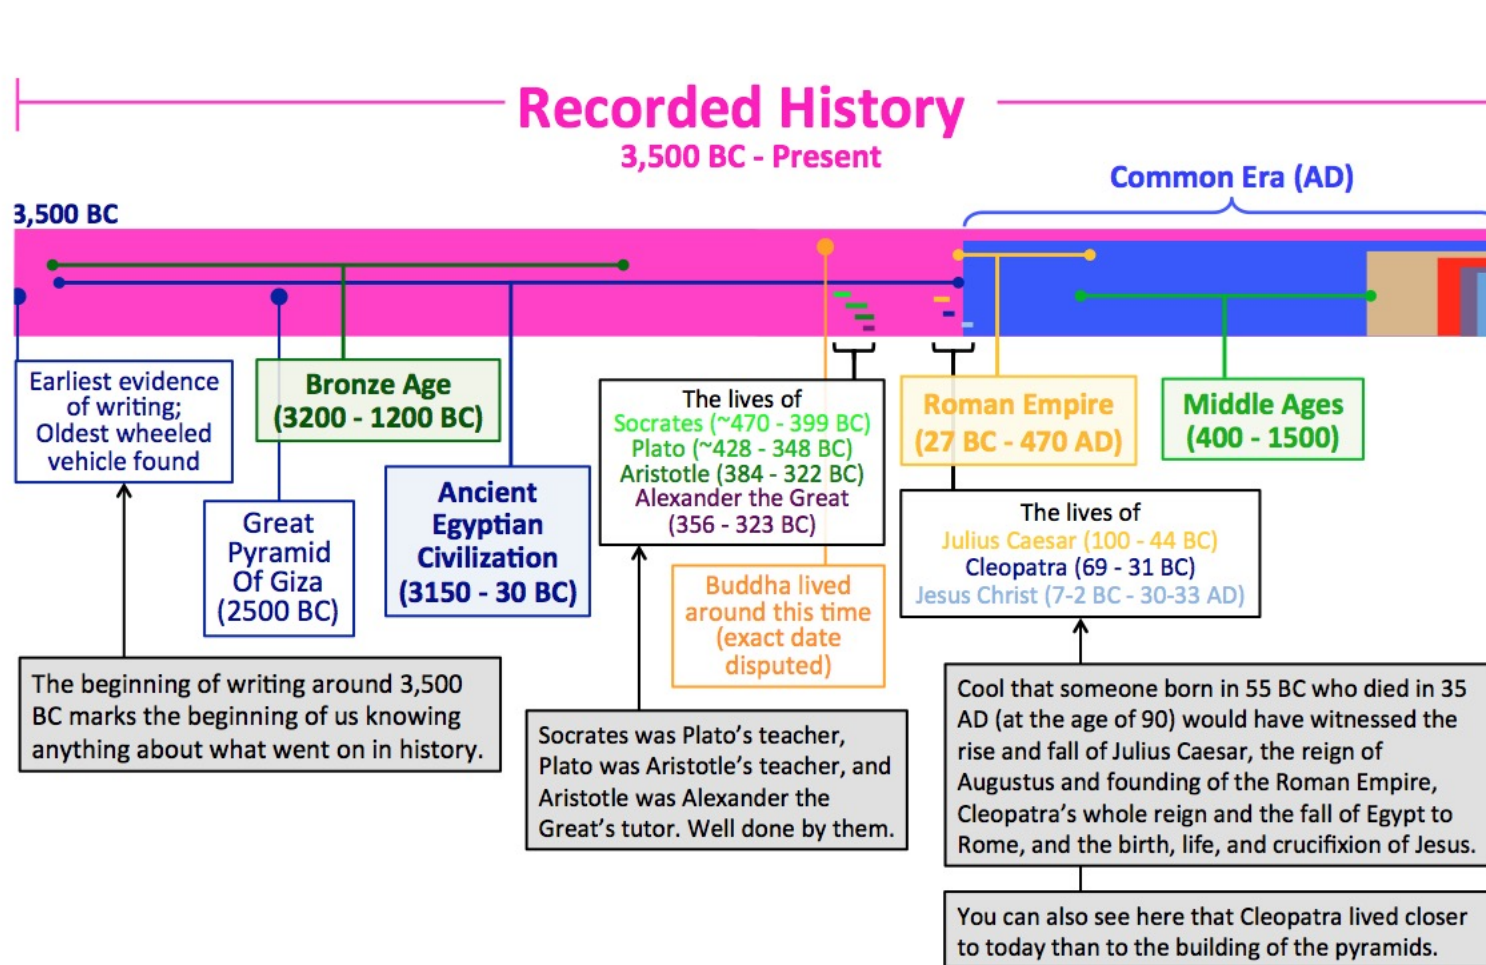 Recorded History
3,500 BC - Present
Common Era (AD)
3,500 BC
Earliest evidence
of writing;
Oldest wheeled
vehicle found
Bronze Age
(3200 - 1200 BC)
Great
Pyramid
Of Giza
(2500 BC)
Ancient
Egyptian
Civilization
(3150 - 30 BC)
The lives of
Socrates (~470 - 399 BC)
Plato (~428 - 348 BC)
Aristotle (384 - 322 BC)
Alexander the Great
(356 - 323 BC)
Buddha lived
around this time
(exact date
disputed)
Roman Empire
(27 BC - 470 AD)
Middle Ages
(400 - 1500)
The lives of
Julius Caesar (100 - 44 BC)
Cleopatra (69 - 31 BC)
Jesus Christ (7-2 BC - 30-33 AD)
The beginning of writing around 3,500
BC marks the beginning of us knowing
anything about what went on in history.
Socrates was Plato's teacher,
Plato was Aristotle's teacher, and
Aristotle was Alexander the
Great's tutor. Well done by them.
Cool that someone born in 55 BC who died in 35
AD (at the age of 90) would have witnessed the
rise and fall of Julius Caesar, the reign of
Augustus and founding of the Roman Empire,
Cleopatra's whole reign and the fall of Egypt to
Rome, and the birth, life, and crucifixion of Jesus.
You can also see here that Cleopatra lived closer
to today than to the building of the pyramids.